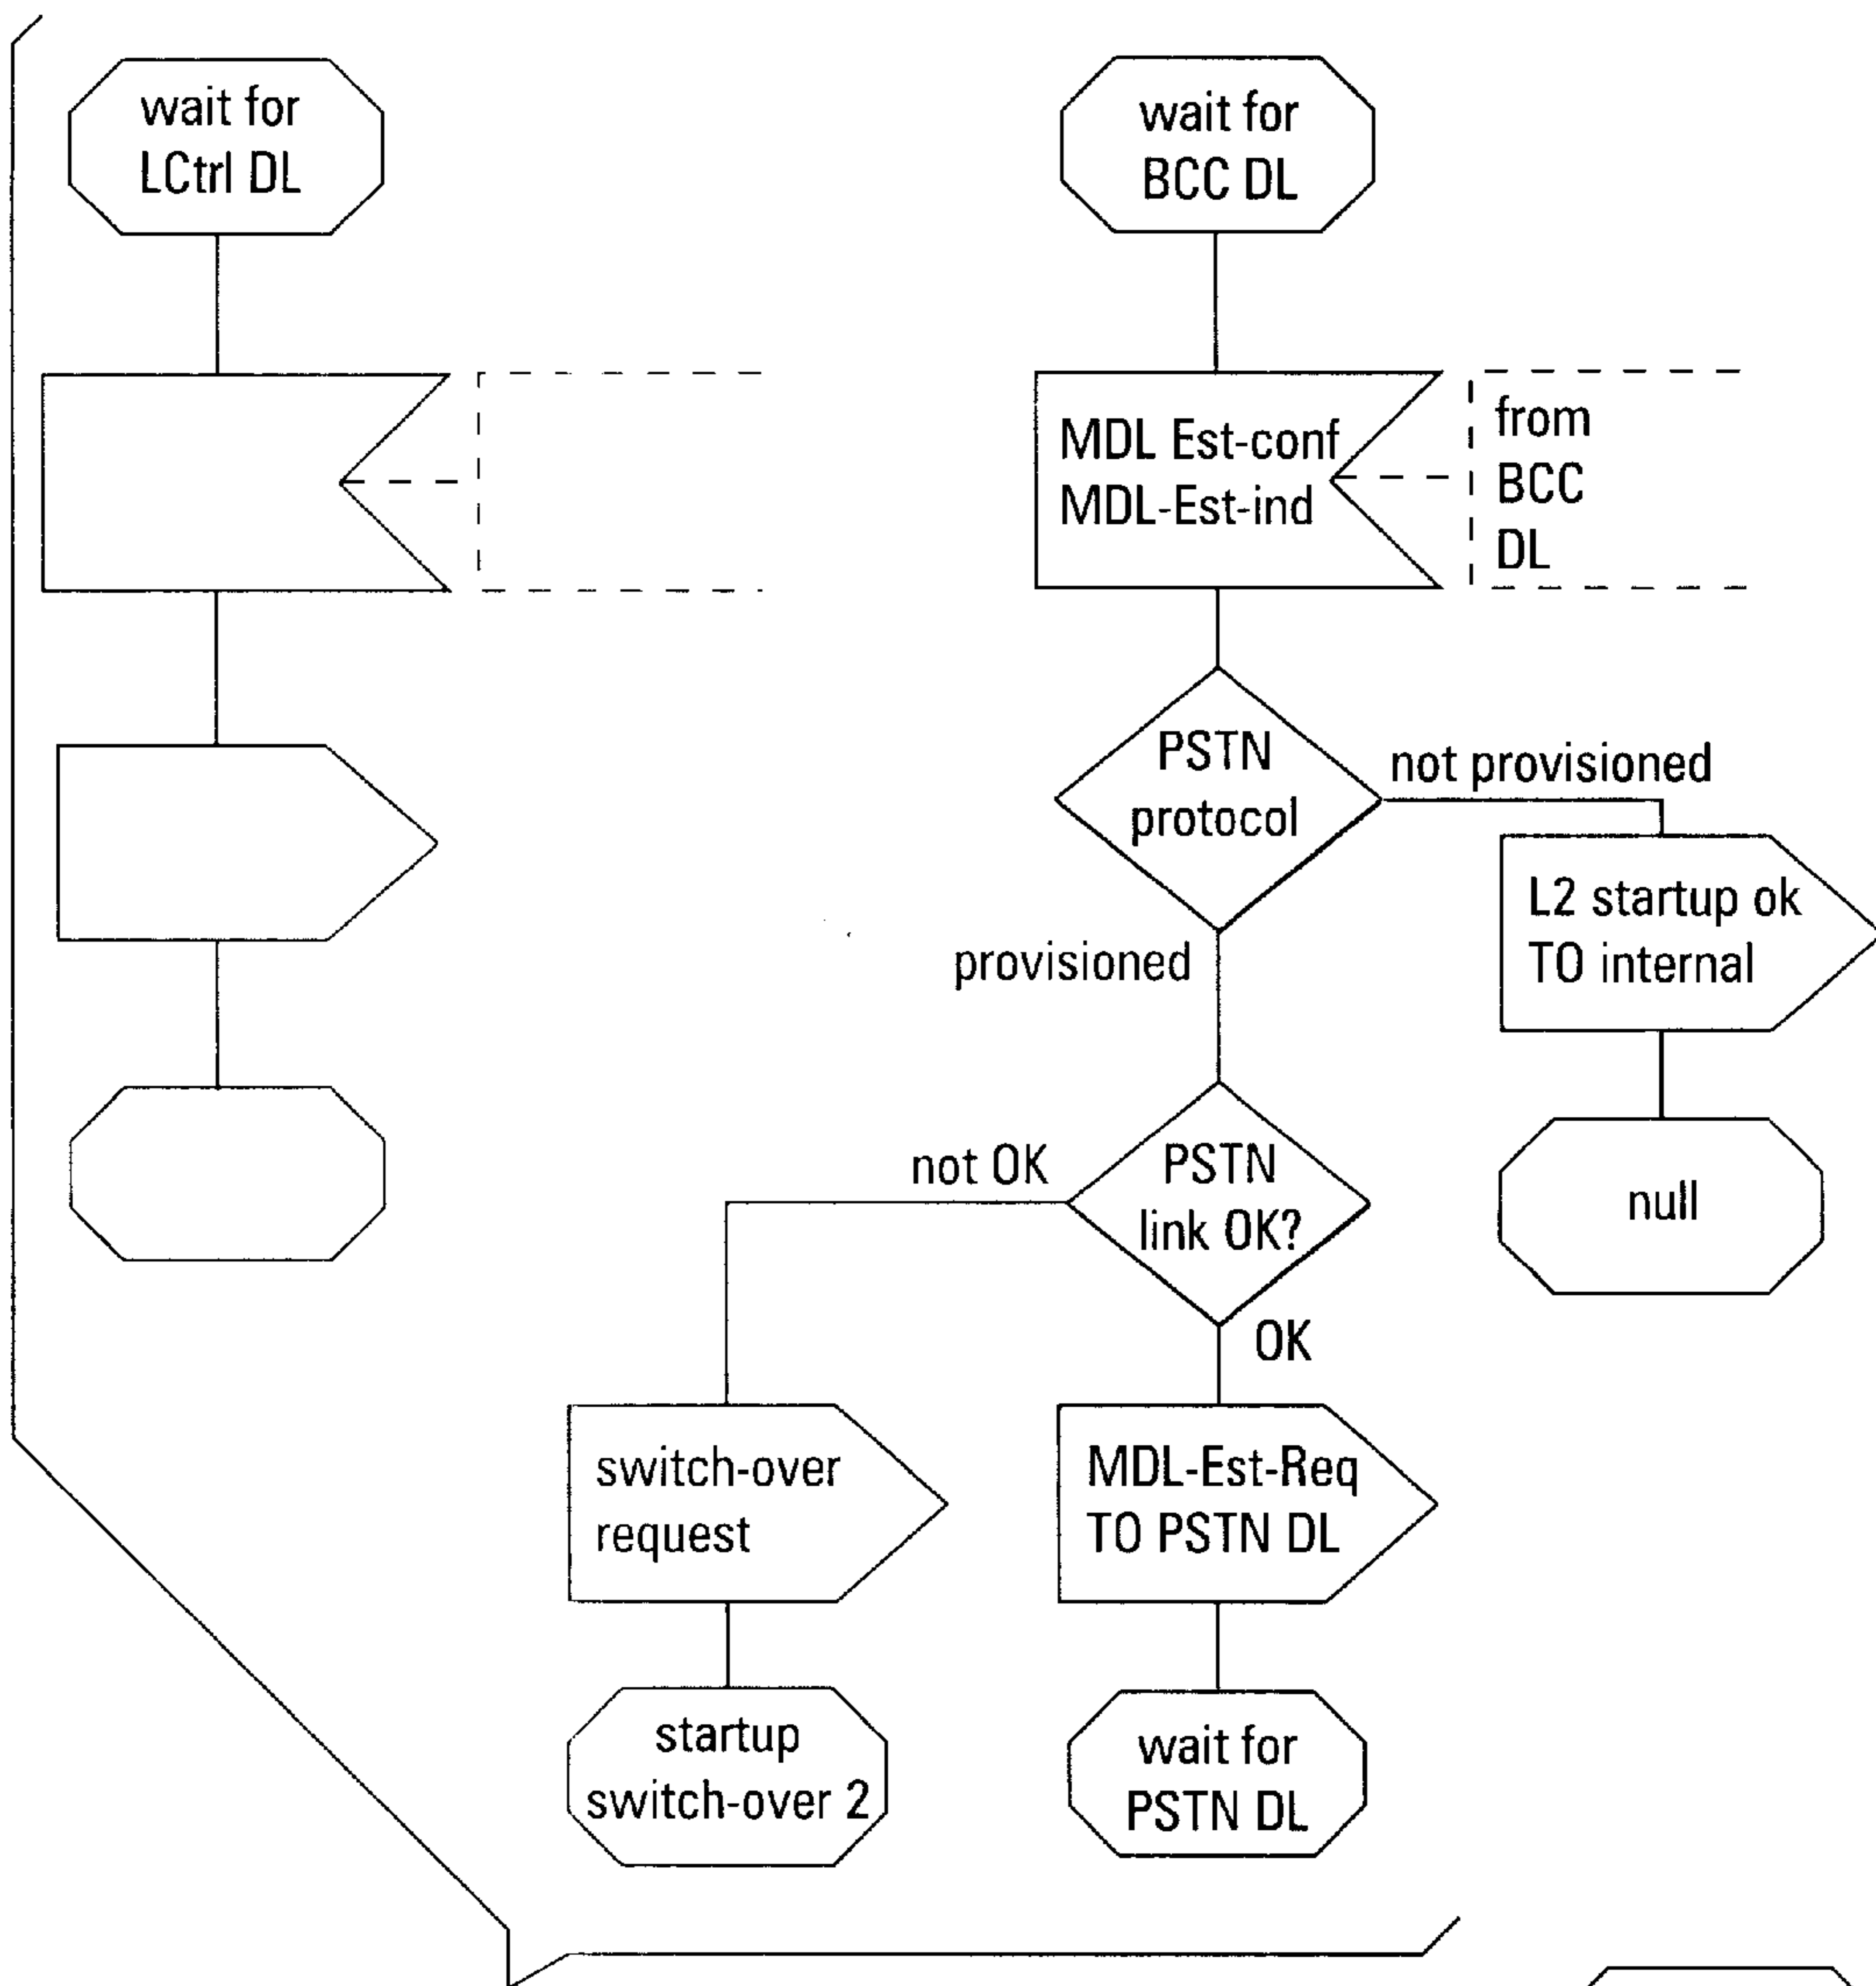 wait for
LCtrl DL
wait for
BCC DL
MDL Est-conf
MDL-Est-ind
from
BCC
DL
PSTN
protocol
not provisioned
L2 startup ok
TO internal
provisioned
null
not OK
PSTN
link OK?
OK
switch-over
request
MDL-Est-Req
TO PSTN DL
startup
switch-over 2
wait for
PSTN DL